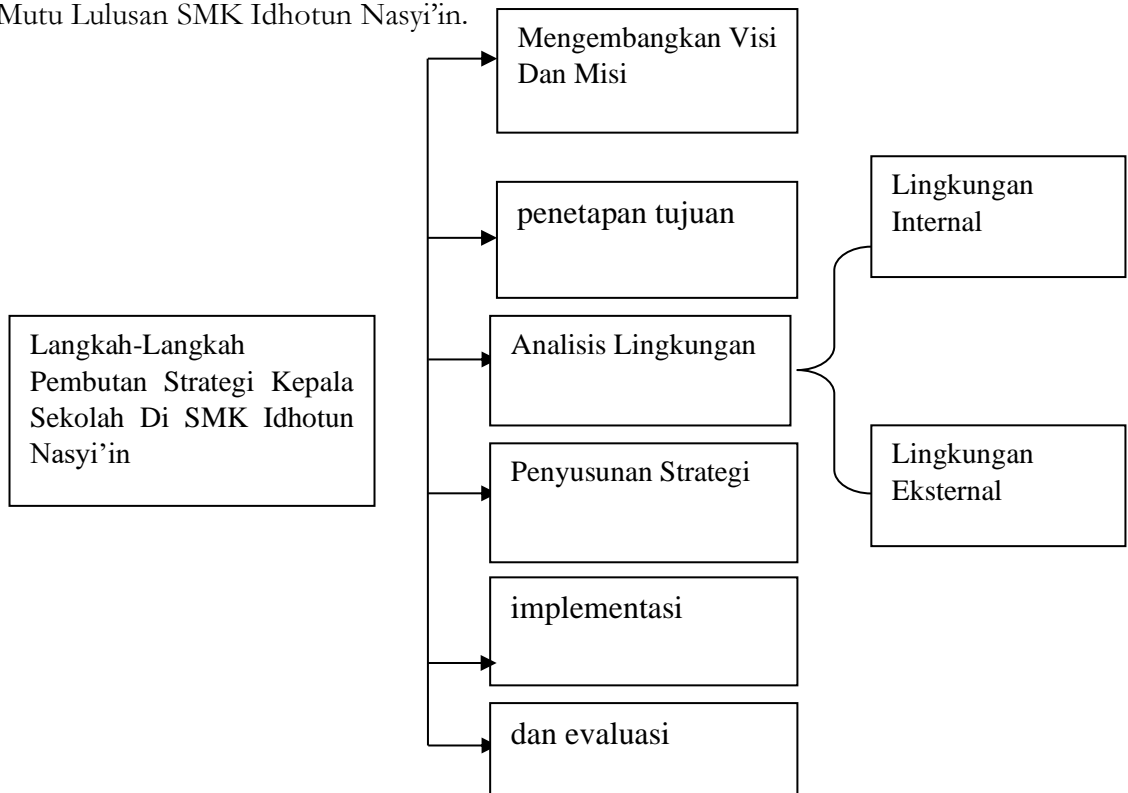 Mutu Lulusan SMK Idhotun Nasyi’in.
Mengembangkan Visi
Dan Misi
penetapan tujuan
Analisis Lingkungan
Lingkungan
Internal
Lingkungan
Eksternal
Langkah-Langkah
Pembutan Strategi Kepala
Sekolah Di SMK Idhotun
Nasyi’in
Penyusunan Strategi
implementasi
dan evaluasi